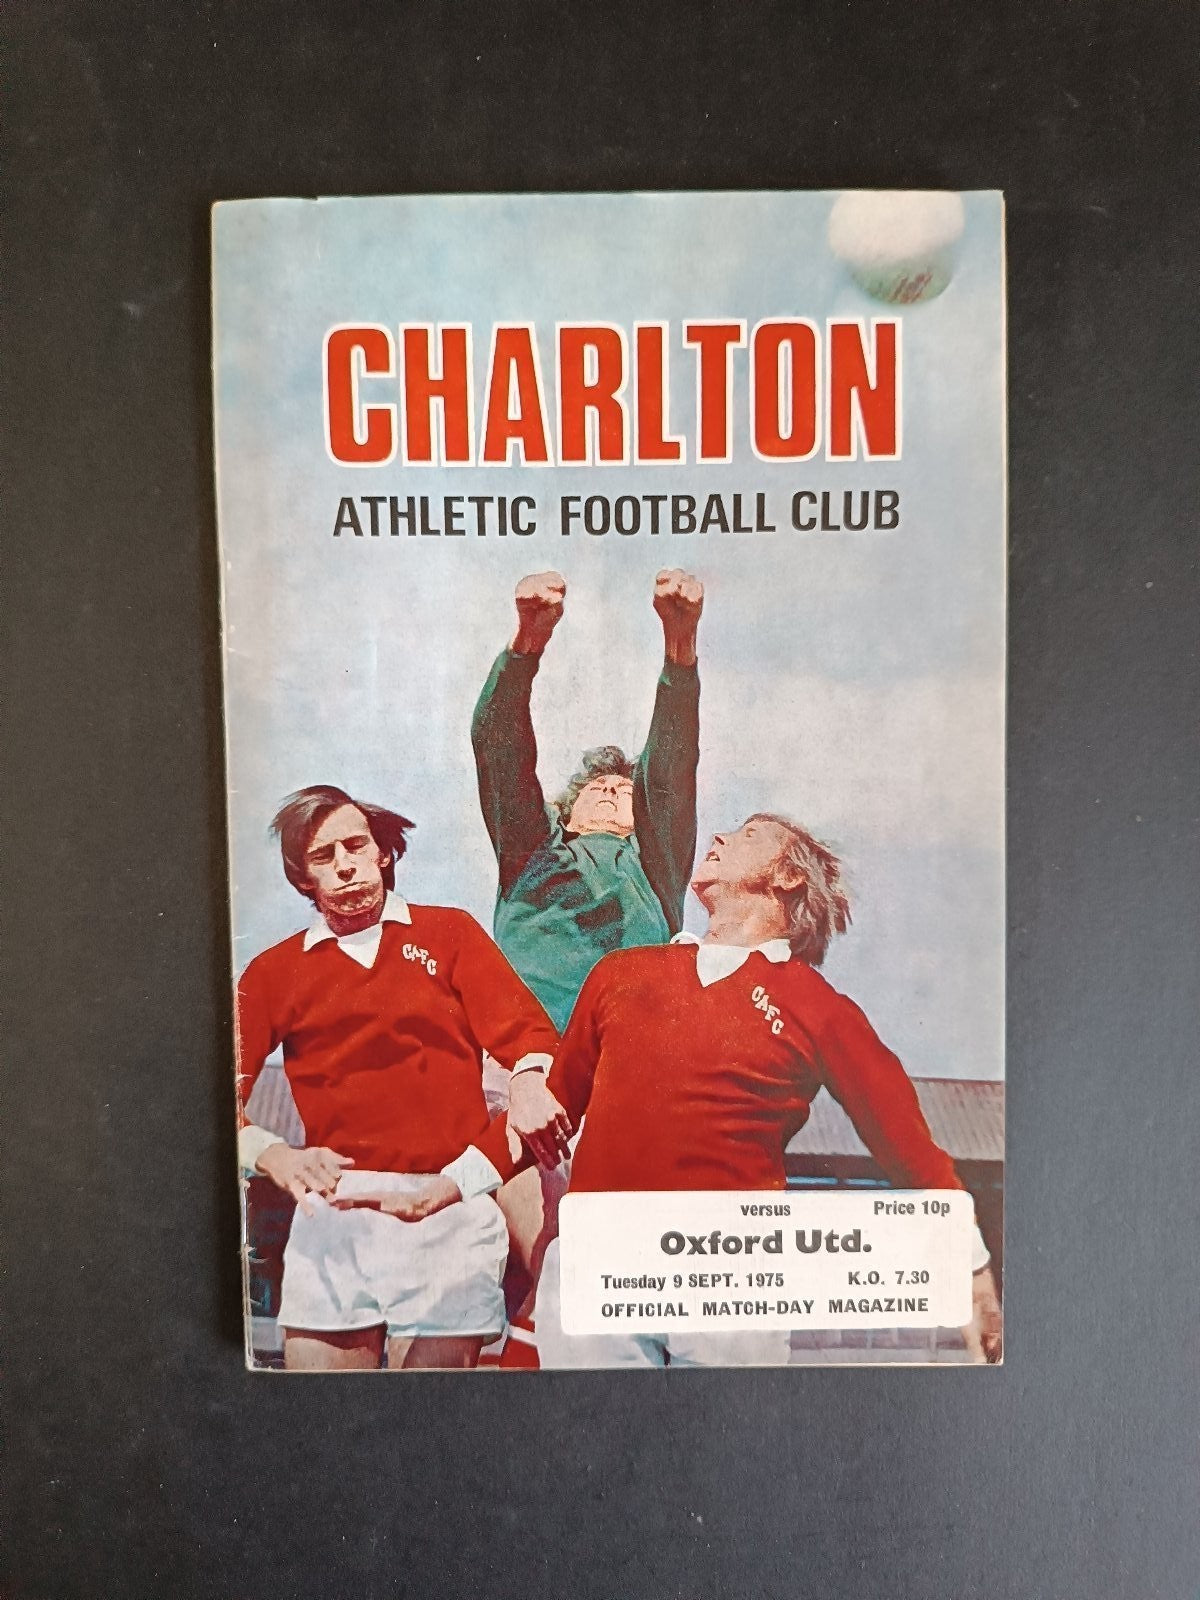 CHARLTON
ATHLETIC FOOTBALL CLUB
CAFC
CAFC
versus Price 10p
Oxford Utd.
Tuesday 9 SEPT. 1975 K.O. 7.30
OFFICIAL MATCH-DAY MAGAZINE